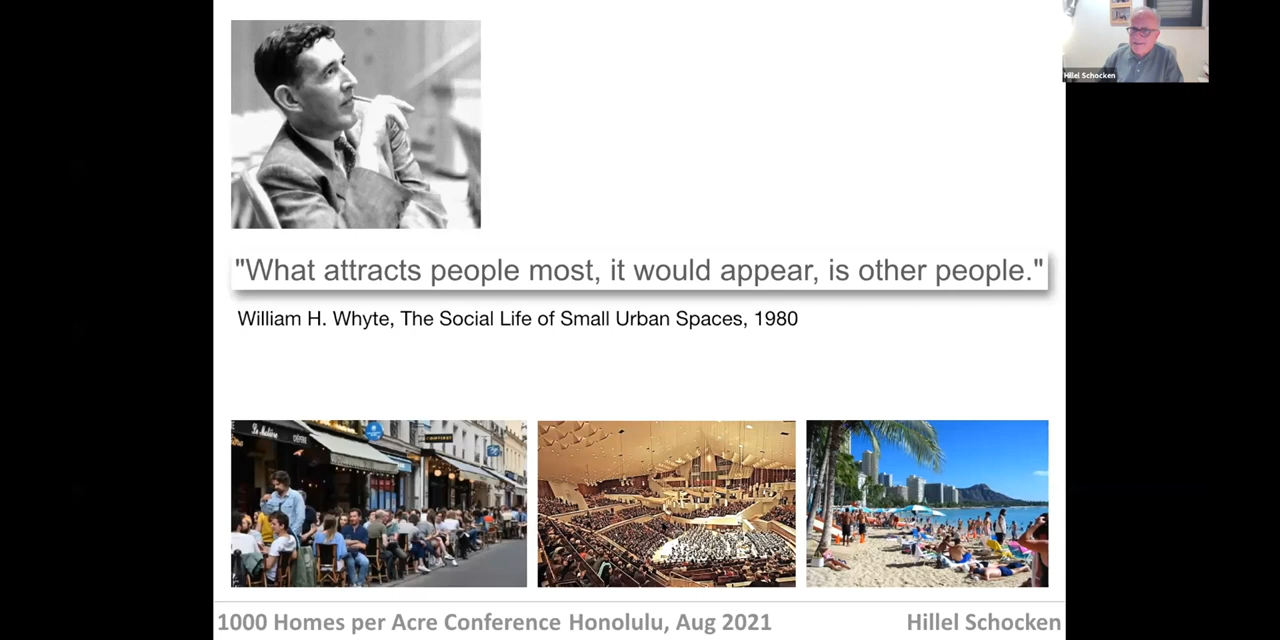 Hillel Schocken
"What attracts people most, it would appear, is other people."
William H. Whyte, The Social Life of Small Urban Spaces, 1980
1000 Homes per Acre Conference Honolulu, Aug 2021
Hillel Schocken